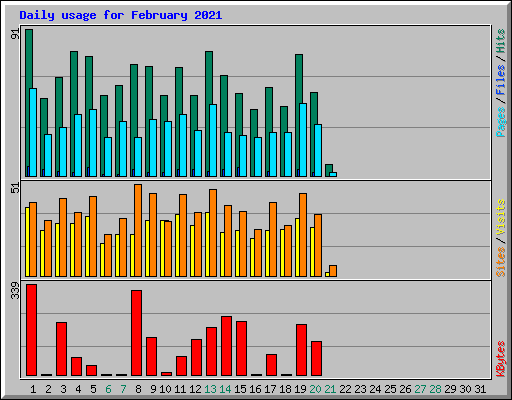 Daily usage for February 2021
91
51
339
Pages / Files / Hits
Sites / Visits
KBytes
1 2 3 4 5 6 7 8 9 10 11 12 13 14 15 16 17 18 19 20 21 22 23 24 25 26 27 28 29 30 31